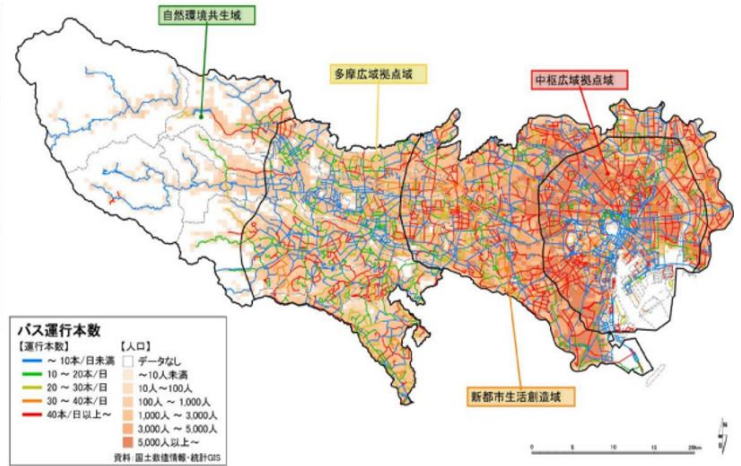 自然環境共生域
多摩広域拠点域
中枢広域拠点域
新都市生活創造域
バス運行本数
【運行本数】
～ 10本/日未満
10 ～ 20本/日
20 ～ 30本/日
30 ～ 40本/日
40本/日以上～
【人口】
データなし
～10人未満
10人～100人
100人 ～ 1,000人
1,000人 ～ 3,000人
3,000人 ～ 5,000人
5,000人以上～
資料：国土数値情報・統計GIS
0 5 10 20km
N
S